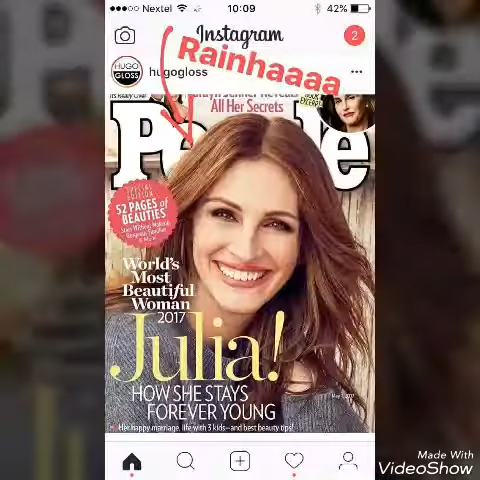 Nextel 10:09 42%
Instagram
2
Rainhaaaa
HUGO
GLOSS
hugogloss
All Her Secrets
People
SPECIAL
EDITION
52 PAGES of
BEAUTIES
World's
Most
Beautiful
Woman
2017
Julia!
HOW SHE STAYS
FOREVER YOUNG
Her happy marriage, life with 3 kids—and best beauty tips!
Made With
VideoShow